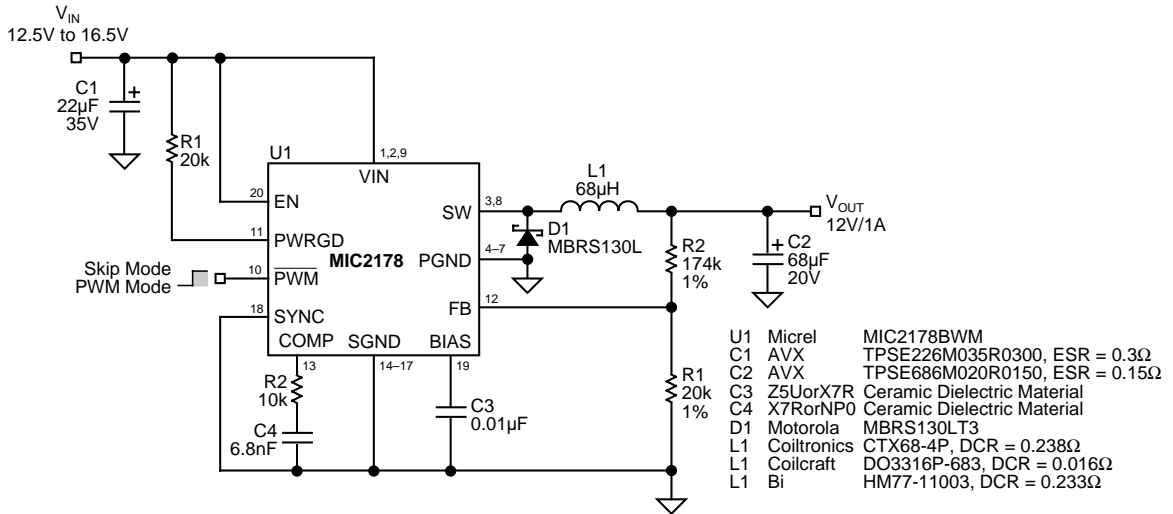 VIN
12.5V to 16.5V
C1
22µF
35V
R1
20k
U1
1,2,9
VIN
20
EN
11
PWRGD
MIC2178
Skip Mode
PWM Mode
10
PWM
18
SYNC
COMP
SGND
BIAS
13
14–17
19
SW
3,8
PGND
4–7
FB
12
L1
68µH
D1
MBRS130L
R2
174k
1%
VOUT
12V/1A
C2
68µF
20V
R1
20k
1%
R2
10k
C4
6.8nF
C3
0.01µF
U1 Micrel MIC2178BWM
C1 AVX TPSE226M035R0300, ESR = 0.3Ω
C2 AVX TPSE686M020R0150, ESR = 0.15Ω
C3 Z5UorX7R Ceramic Dielectric Material
C4 X7RorNP0 Ceramic Dielectric Material
D1 Motorola MBRS130LT3
L1 Coiltronics CTX68-4P, DCR = 0.238Ω
L1 Coilcraft DO3316P-683, DCR = 0.016Ω
L1 Bi HM77-11003, DCR = 0.233Ω